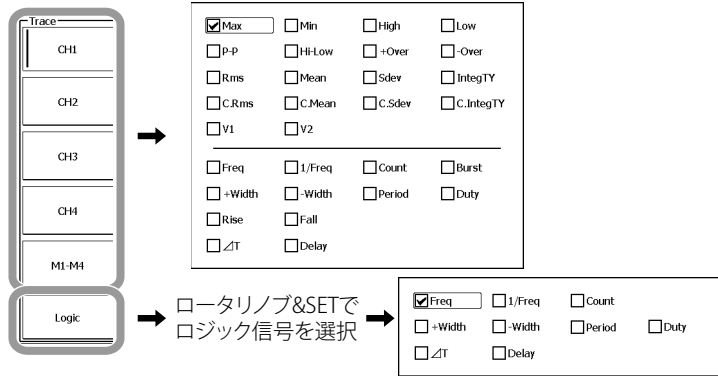 Trace
CH1
CH2
CH3
CH4
M1-M4
Logic
Max Min High Low
P-P Hi-Low +Over -Over
Rms Mean Sdev IntegTY
C.Rms C.Mean C.Sdev C.IntegTY
V1 V2
Freq 1/Freq Count Burst
+Width -Width Period Duty
Rise Fall
⊿T Delay
ロータリノブ&SETで
ロジック信号を選択
Freq 1/Freq Count
+Width -Width Period Duty
⊿T Delay